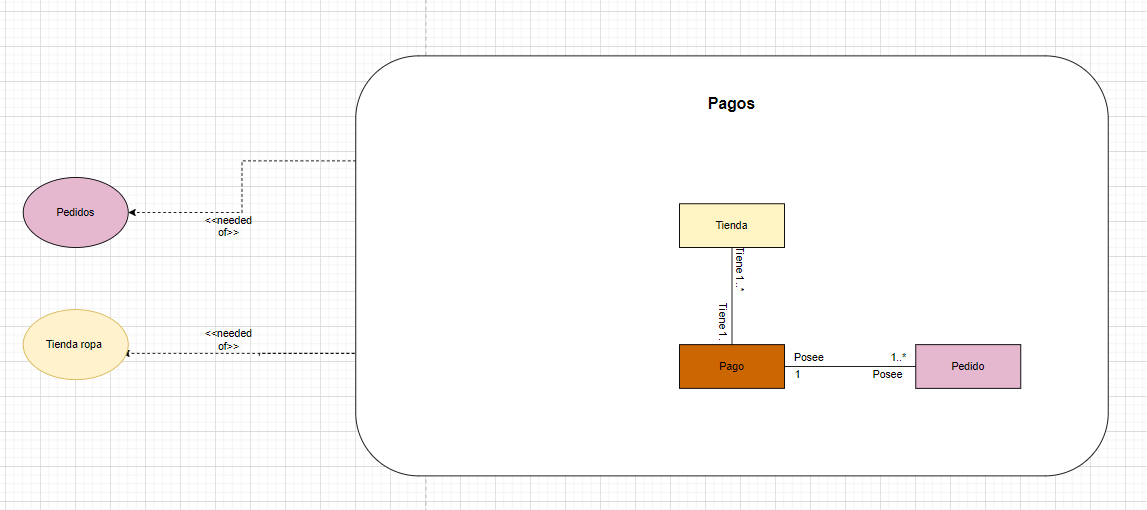 Pagos
Pedidos
<<needed
of>>
Tienda
Tiene 1..*
Tiene 1.
Tienda ropa
<<needed
of>>
Pago
Posee
1
1..*
Posee
Pedido